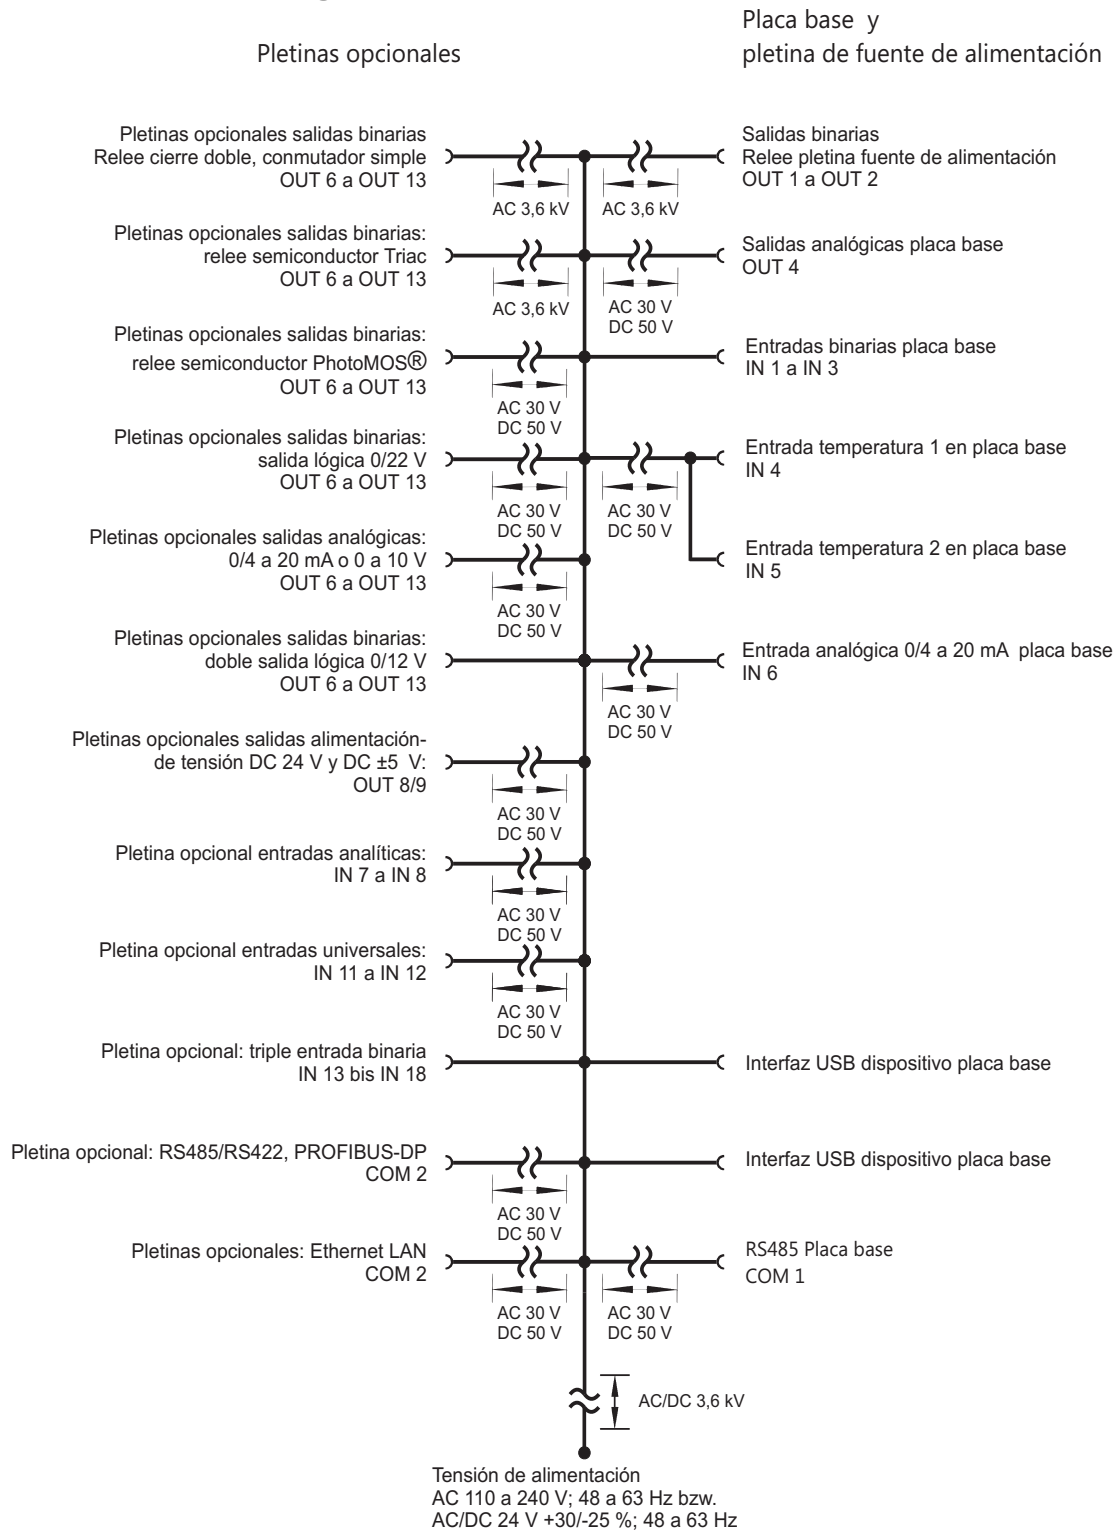 Pletinas opcionales
Placa base y
pletina de fuente de alimentación
Pletinas opcionales salidas binarias
Relee cierre doble, conmutador simple
OUT 6 a OUT 13
AC 3,6 kV
AC 3,6 kV
Salidas binarias
Relee pletina fuente de alimentación
OUT 1 a OUT 2
Pletinas opcionales salidas binarias:
relee semiconductor Triac
OUT 6 a OUT 13
AC 3,6 kV
AC 30 V
DC 50 V
Salidas analógicas placa base
OUT 4
Pletinas opcionales salidas binarias:
relee semiconductor PhotoMOS®
OUT 6 a OUT 13
AC 30 V
DC 50 V
Entradas binarias placa base
IN 1 a IN 3
Pletinas opcionales salidas binarias:
salida lógica 0/22 V
OUT 6 a OUT 13
AC 30 V
DC 50 V
AC 30 V
DC 50 V
Entrada temperatura 1 en placa base
IN 4
Pletinas opcionales salidas analógicas:
0/4 a 20 mA o 0 a 10 V
OUT 6 a OUT 13
AC 30 V
DC 50 V
Entrada temperatura 2 en placa base
IN 5
Pletinas opcionales salidas binarias:
doble salida lógica 0/12 V
OUT 6 a OUT 13
AC 30 V
DC 50 V
Entrada analógica 0/4 a 20 mA placa base
IN 6
Pletinas opcionales salidas alimentación-
de tensión DC 24 V y DC ±5 V:
OUT 8/9
AC 30 V
DC 50 V
Pletina opcional entradas analíticas:
IN 7 a IN 8
AC 30 V
DC 50 V
Pletina opcional entradas universales:
IN 11 a IN 12
AC 30 V
DC 50 V
Pletina opcional: triple entrada binaria
IN 13 bis IN 18
Interfaz USB dispositivo placa base
Pletina opcional: RS485/RS422, PROFIBUS-DP
COM 2
AC 30 V
DC 50 V
Interfaz USB dispositivo placa base
Pletinas opcionales: Ethernet LAN
COM 2
AC 30 V
DC 50 V
AC 30 V
DC 50 V
RS485 Placa base
COM 1
AC/DC 3,6 kV
Tensión de alimentación
AC 110 a 240 V; 48 a 63 Hz bzw.
AC/DC 24 V +30/-25 %; 48 a 63 Hz